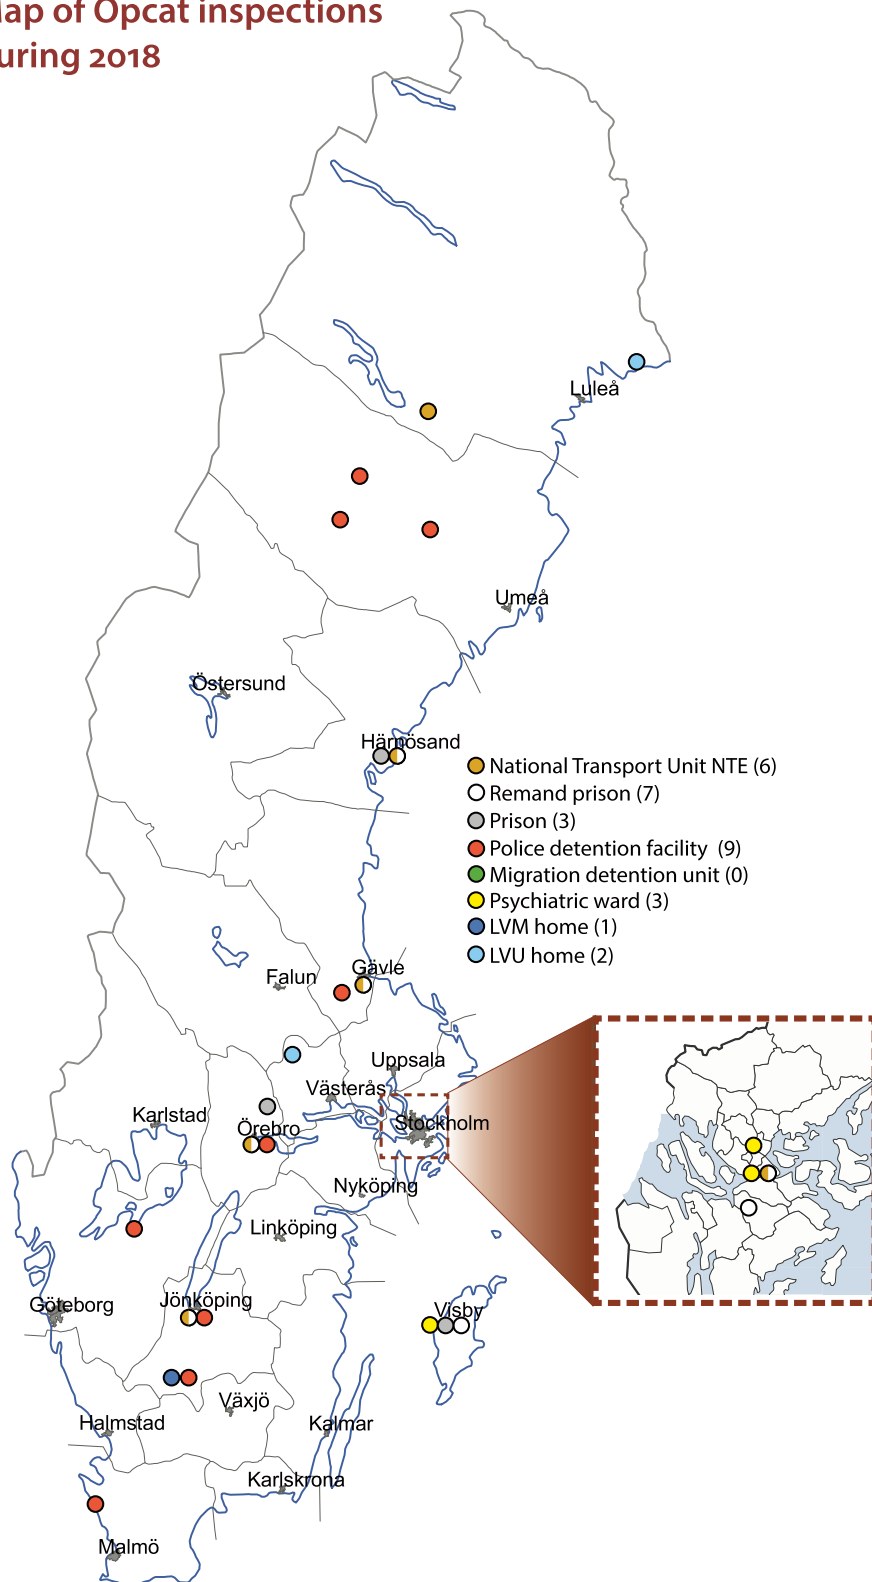 Map of Opcat inspections
during 2018
Luleå
Umeå
Östersund
Härnösand
National Transport Unit NTE (6)
Remand prison (7)
Prison (3)
Police detention facility (9)
Migration detention unit (0)
Psychiatric ward (3)
LVM home (1)
LVU home (2)
Gävle
Falun
Uppsala
Västerås
Karlstad
Örebro
Stockholm
Nyköping
Linköping
Jönköping
Göteborg
Visby
Växjö
Halmstad
Kalmar
Karlskrona
Malmö